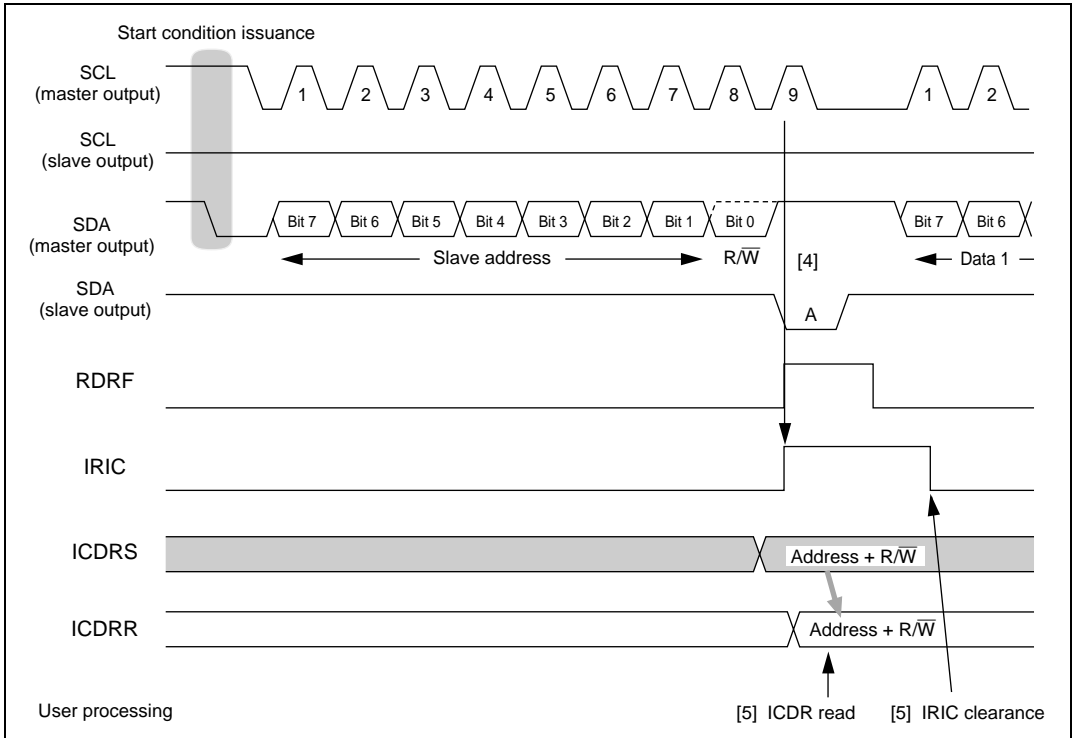 Start condition issuance
SCL
(master output)
1 2 3 4 5 6 7 8 9 1 2
SCL
(slave output)
SDA
(master output)
Bit 7 Bit 6 Bit 5 Bit 4 Bit 3 Bit 2 Bit 1 Bit 0 Bit 7 Bit 6
Slave address R/W̅ [4] Data 1
SDA
(slave output)
A
RDRF
IRIC
ICDRS
Address + R/W̅
ICDRR
Address + R/W̅
User processing [5] ICDR read [5] IRIC clearance